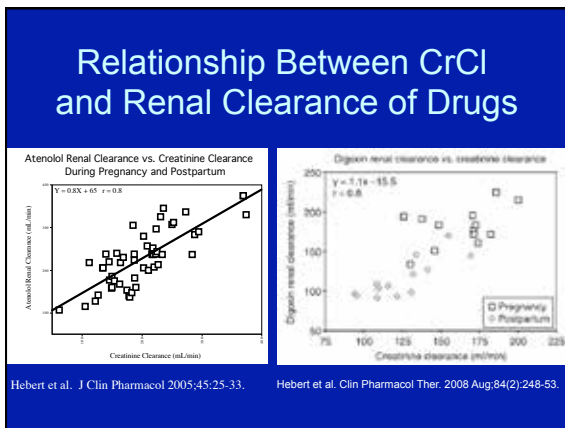 Relationship Between CrCl
and Renal Clearance of Drugs
Atenolol Renal Clearance vs. Creatinine Clearance
During Pregnancy and Postpartum
Y = 0.8X + 65 r = 0.8
Atenolol Renal Clearance (mL/min)
Creatinine Clearance (mL/min)
Digoxin renal clearance vs. creatinine clearance
y = 1.1x -15.5
r = 0.8
250
200
150
100
50
Digoxin renal clearance (ml/min)
Pregnancy
Postpartum
75 100 125 150 175 200 225
Creatinine clearance (ml/min)
Hebert et al. J Clin Pharmacol 2005;45:25-33.
Hebert et al. Clin Pharmacol Ther. 2008 Aug;84(2):248-53.